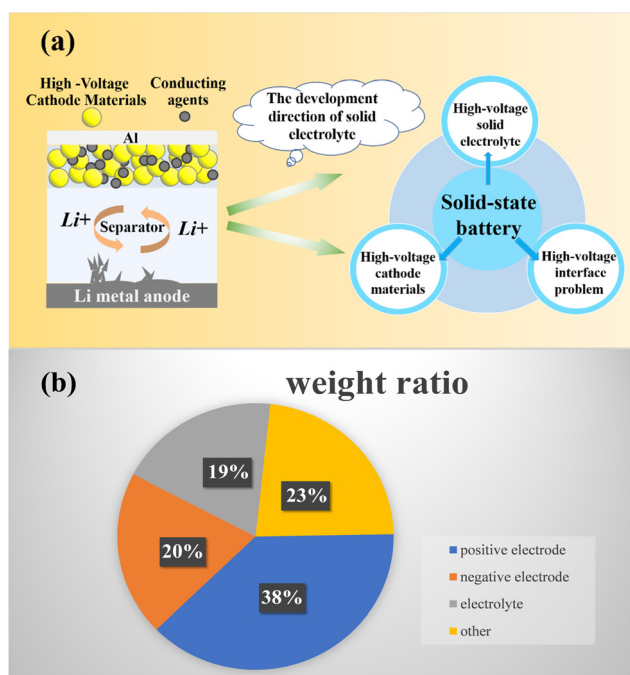 (a)
High -Voltage
Cathode Materials
Conducting
agents
Al
Li+
Separator
Li+
Li metal anode
The development
direction of solid
electrolyte
High-voltage
solid
electrolyte
Solid-state
battery
High-voltage
cathode
materials
High-voltage
interface
problem
(b)
weight ratio
19%
23%
20%
38%
positive electrode
negative electrode
electrolyte
other